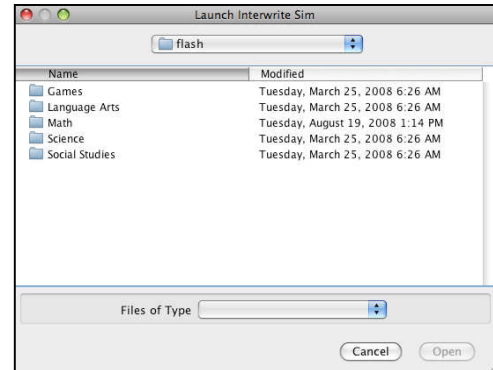 Launch Interwrite Sim
flash
Name Modified
Games Tuesday, March 25, 2008 6:26 AM
Language Arts Tuesday, March 25, 2008 6:26 AM
Math Tuesday, August 19, 2008 1:14 PM
Science Tuesday, March 25, 2008 6:26 AM
Social Studies Tuesday, March 25, 2008 6:26 AM
Files of Type
Cancel Open